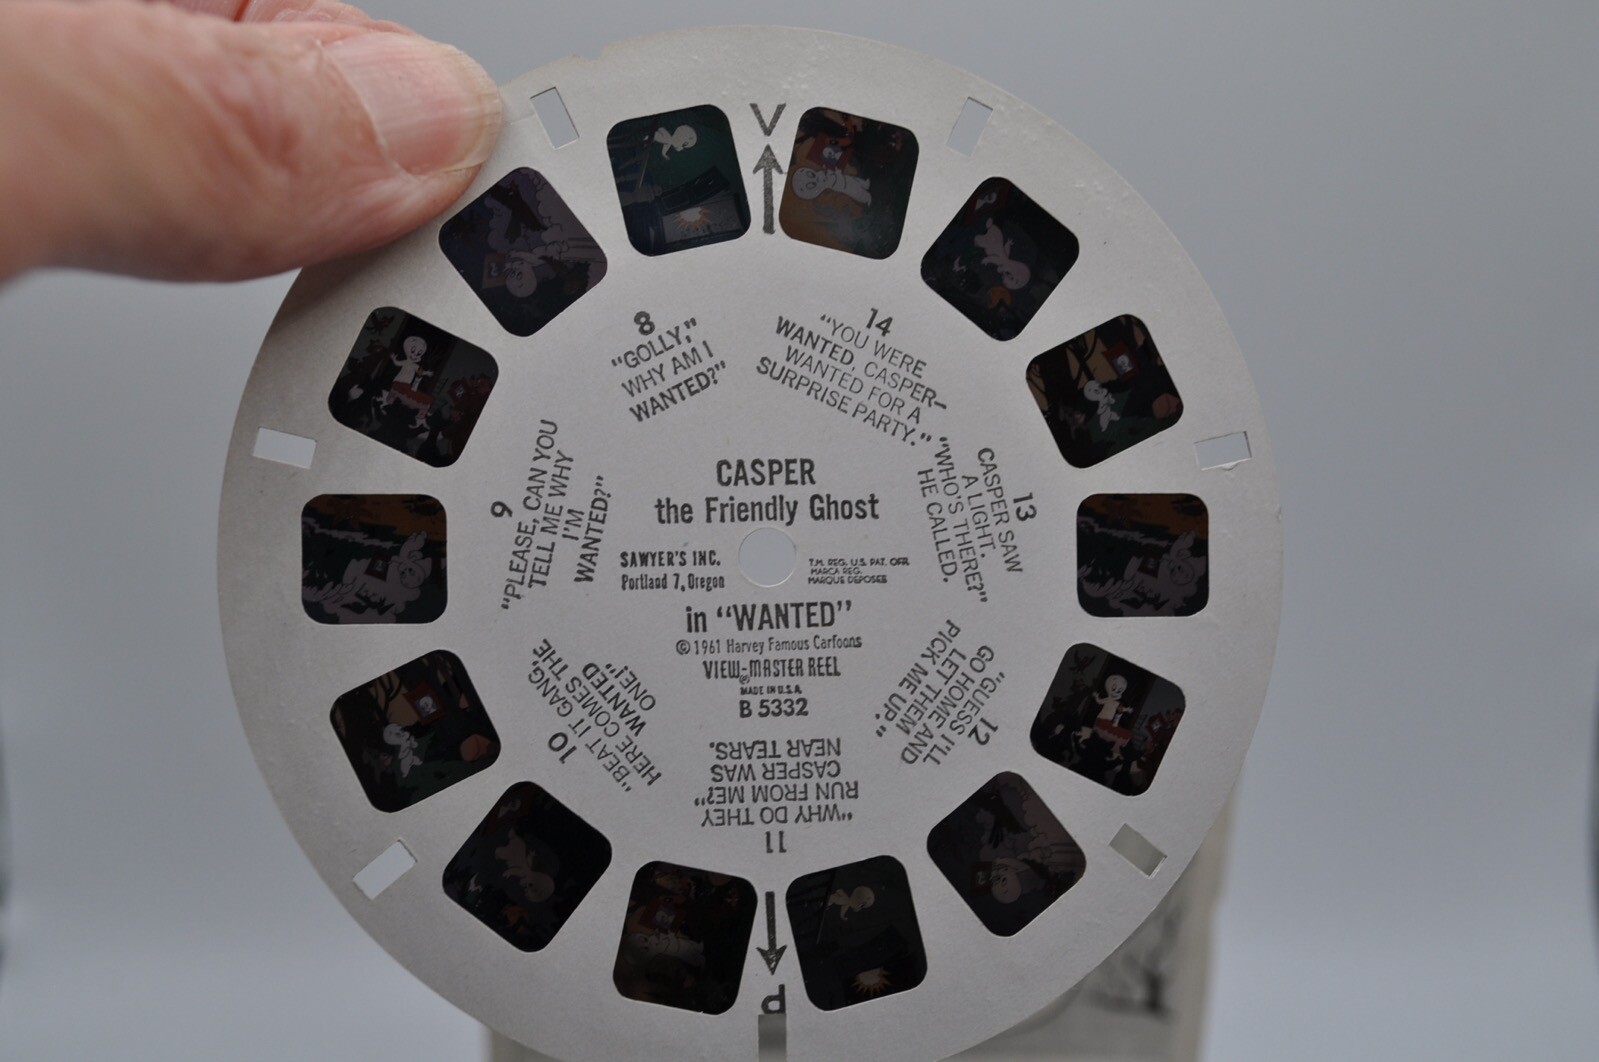 V
8
"GOLLY,"
WHY AM I
WANTED?"
14
"YOU WERE
WANTED, CASPER—
WANTED FOR A
SURPRISE PARTY."
13
CASPER SAW
A LIGHT.
"WHO'S THERE?"
HE CALLED.
12
"GUESS I'LL
GO HOME AND
LET THEM
PICK ME UP."
11
"WHY DO THEY
RUN FROM ME?"
CASPER WAS
NEAR TEARS.
10
"BEAT IT GANG,
HERE COMES THE
WANTED
ONE!"
9
"PLEASE, CAN YOU
TELL ME WHY
I'M
WANTED?"
CASPER
the Friendly Ghost
SAWYER'S INC.
Portland 7, Oregon
T.M. REG. U.S. PAT. OFF.
MARCA REG.
MARQUE DEPOSEE
in "WANTED"
© 1961 Harvey Famous Cartoons
VIEW-MASTER REEL
®
MADE IN U.S.A.
B 5332
P